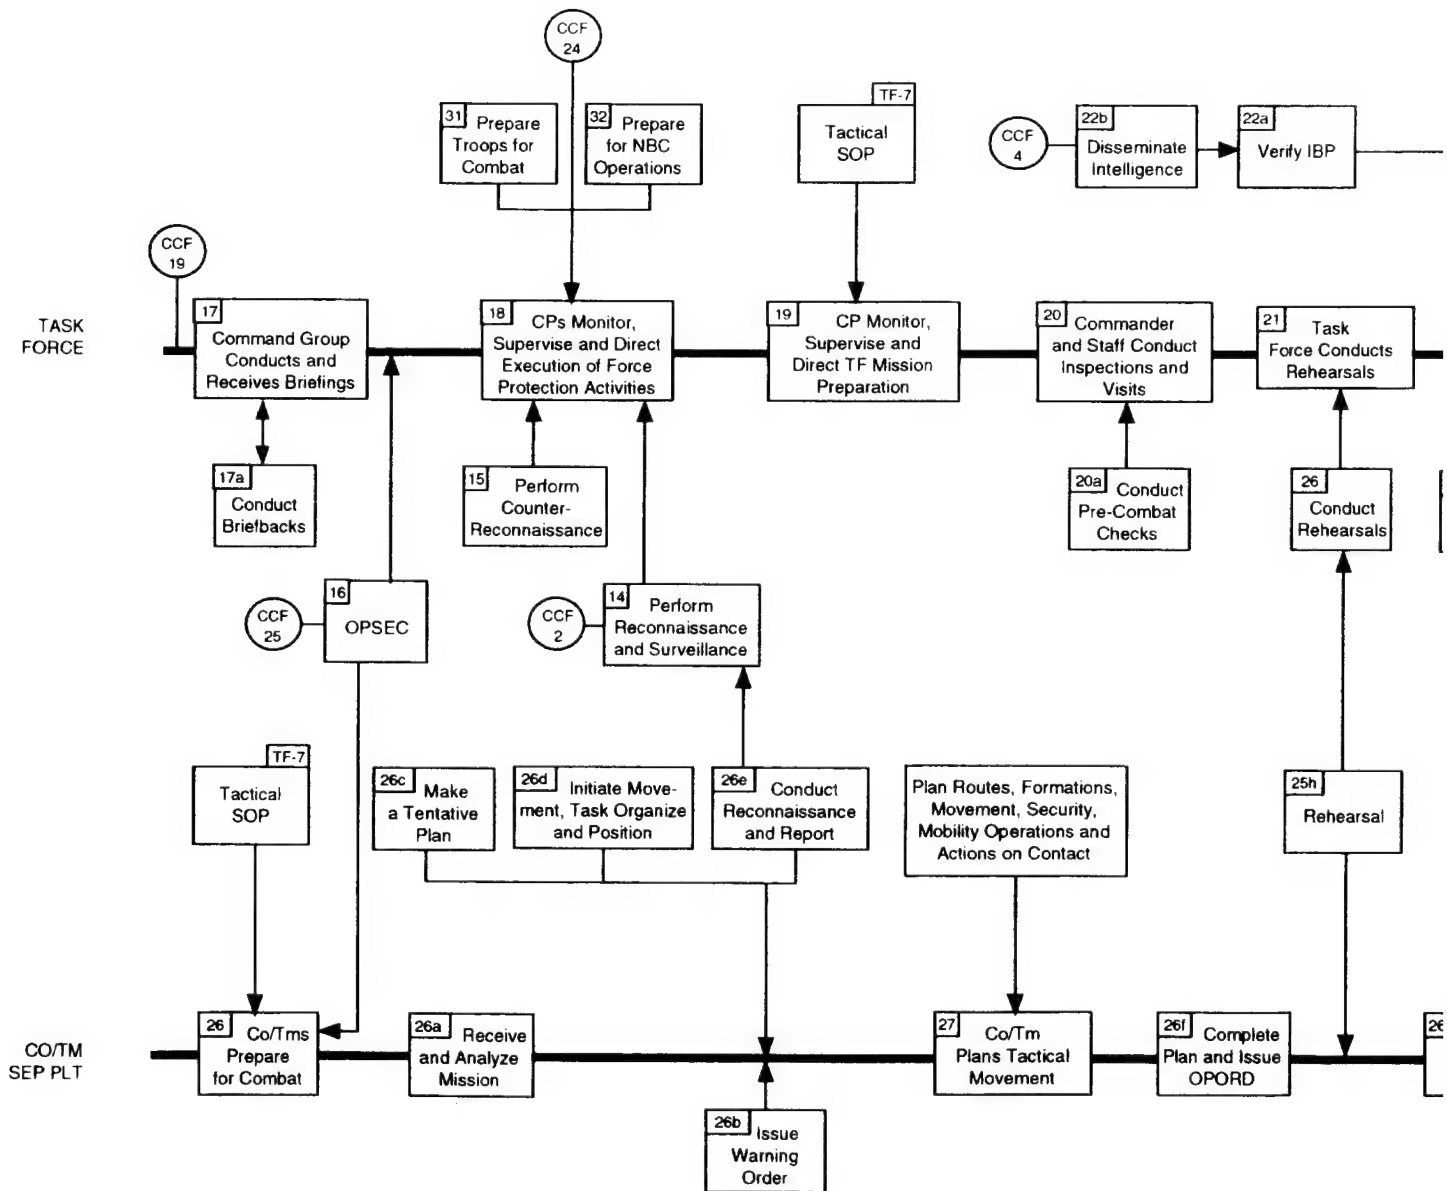 CCF
24
31 Prepare
Troops for
Combat
32 Prepare
for NBC
Operations
TF-7
Tactical
SOP
CCF
4
22b
Disseminate
Intelligence
22a
Verify IBP
CCF
19
TASK
FORCE
17
Command Group
Conducts and
Receives Briefings
18 CPs Monitor,
Supervise and Direct
Execution of Force
Protection Activities
19 CP Monitor,
Supervise and
Direct TF Mission
Preparation
20 Commander
and Staff Conduct
Inspections and
Visits
21 Task
Force Conducts
Rehearsals
17a
Conduct
Briefbacks
15 Perform
Counter-
Reconnaissance
20a Conduct
Pre-Combat
Checks
26
Conduct
Rehearsals
CCF
25
16
OPSEC
CCF
2
14 Perform
Reconnaissance
and Surveillance
TF-7
Tactical
SOP
26c Make
a Tentative
Plan
26d Initiate Move-
ment, Task Organize
and Position
26e Conduct
Reconnaissance
and Report
Plan Routes, Formations,
Movement, Security,
Mobility Operations and
Actions on Contact
25h
Rehearsal
CO/TM
SEP PLT
26 Co/Tms
Prepare
for Combat
26a Receive
and Analyze
Mission
27 Co/Tm
Plans Tactical
Movement
26f Complete
Plan and Issue
OPORD
26b Issue
Warning
Order